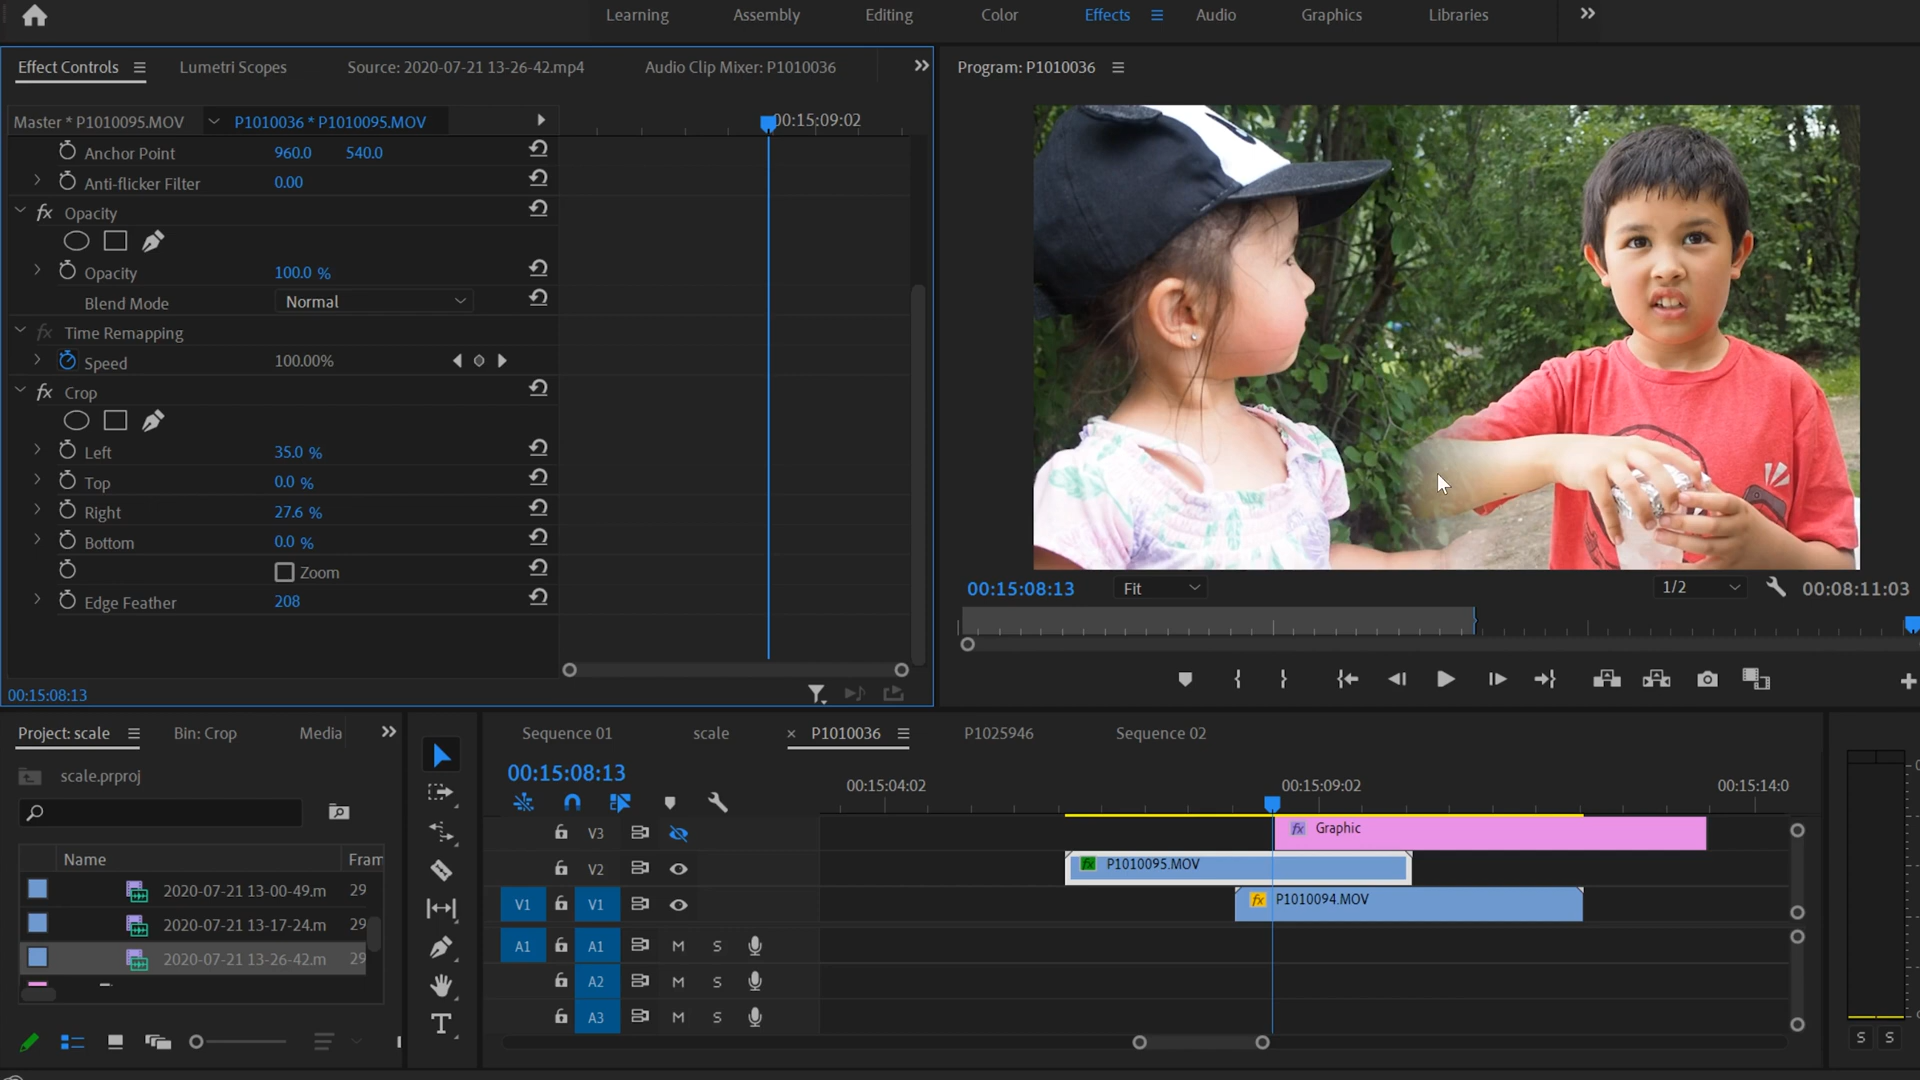 Learning Assembly Editing Color Effects Audio Graphics Libraries
Effect Controls Lumetri Scopes Source: 2020-07-21 13-26-42.mp4 Audio Clip Mixer: P1010036
Program: P1010036
Master * P1010095.MOV P1010036 * P1010095.MOV
00:15:09:02
Anchor Point 960.0 540.0
Anti-flicker Filter 0.00
fx Opacity
Opacity 100.0 %
Blend Mode Normal
fx Time Remapping
Speed 100.00%
fx Crop
Left 35.0 %
Top 0.0 %
Right 27.6 %
Bottom 0.0 %
Zoom
Edge Feather 208
00:15:08:13
00:15:08:13 Fit 1/2 00:08:11:03
Project: scale Bin: Crop Media
scale.prproj
Name Fram
2020-07-21 13-00-49.m 29
2020-07-21 13-17-24.m 29
2020-07-21 13-26-42.m 29
Sequence 01 scale × P1010036 P1025946 Sequence 02
00:15:08:13
00:15:04:02 00:15:09:02 00:15:14:0
V3 fx Graphic
V2 fx P1010095.MOV
V1 V1 fx P1010094.MOV
A1 A1 M S
A2 M S
A3 M S
S S